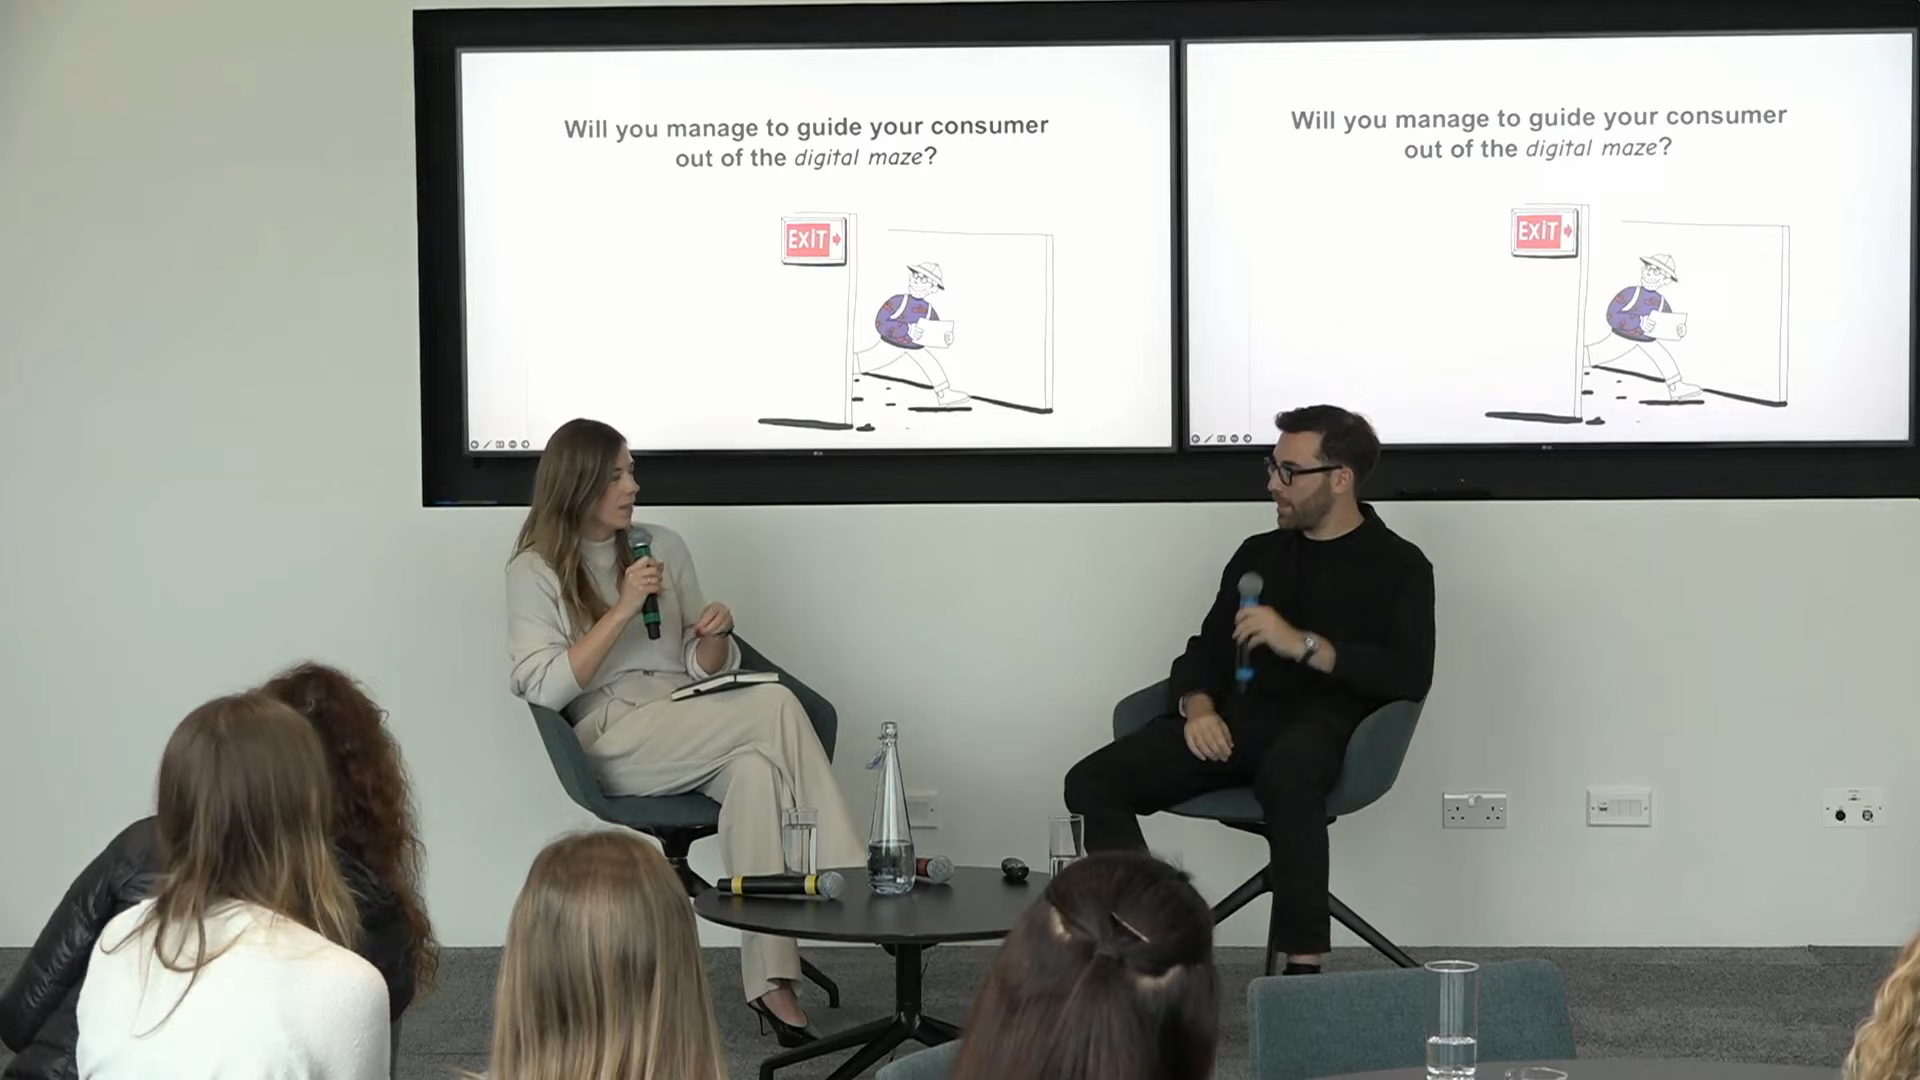 Will you manage to guide your consumer
out of the digital maze?
EXIT
Will you manage to guide your consumer
out of the digital maze?
EXIT